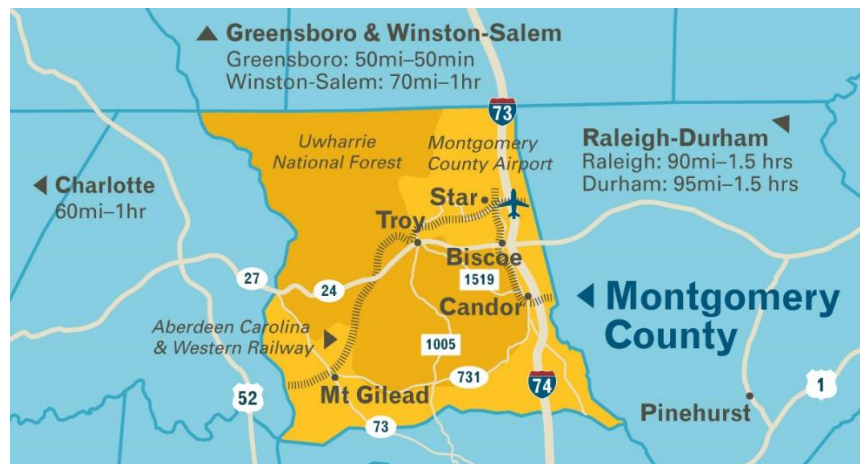 Greensboro & Winston-Salem
Greensboro: 50mi–50min
Winston-Salem: 70mi–1hr
73
Uwharrie
National Forest
Montgomery
County Airport
Raleigh-Durham
Raleigh: 90mi–1.5 hrs
Durham: 95mi–1.5 hrs
Charlotte
60mi–1hr
Star
Troy
Biscoe
27
24
1519
Candor
Montgomery
County
Aberdeen Carolina
& Western Railway
1005
731
74
1
52
Mt Gilead
Pinehurst
73